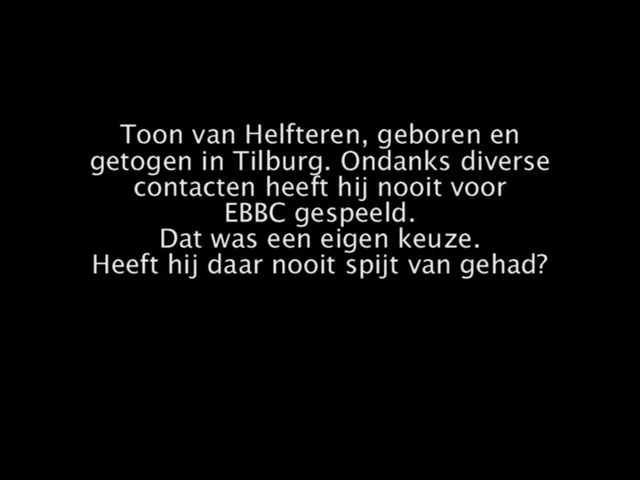 Toon van Helfteren, geboren en
getogen in Tilburg. Ondanks diverse
contacten heeft hij nooit voor
EBBC gespeeld.
Dat was een eigen keuze.
Heeft hij daar nooit spijt van gehad?